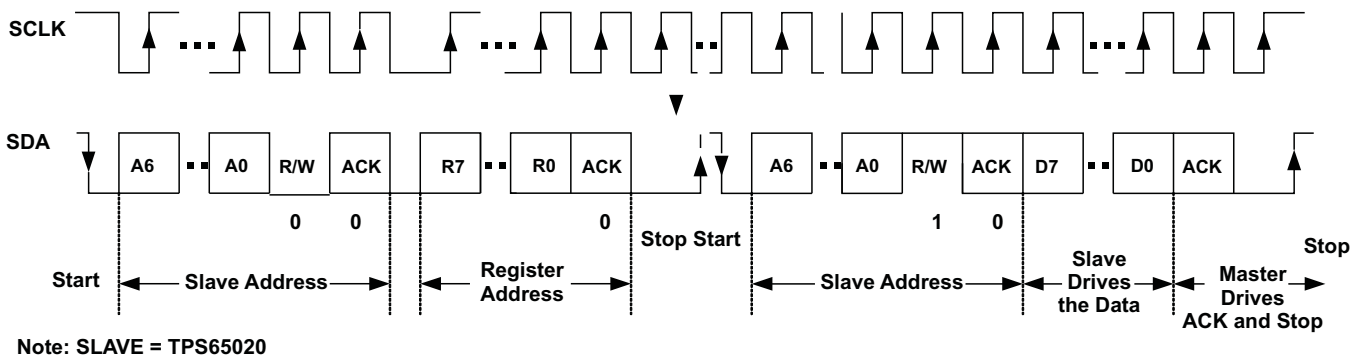 SCLK
SDA
A6 A0 R/W ACK R7 R0 ACK A6 A0 R/W ACK D7 D0 ACK
0 0 0 1 0
Stop Start
Stop
Start
Slave Address
Register
Address
Slave Address
Slave
Drives
the Data
Master
Drives
ACK and Stop
Note: SLAVE = TPS65020